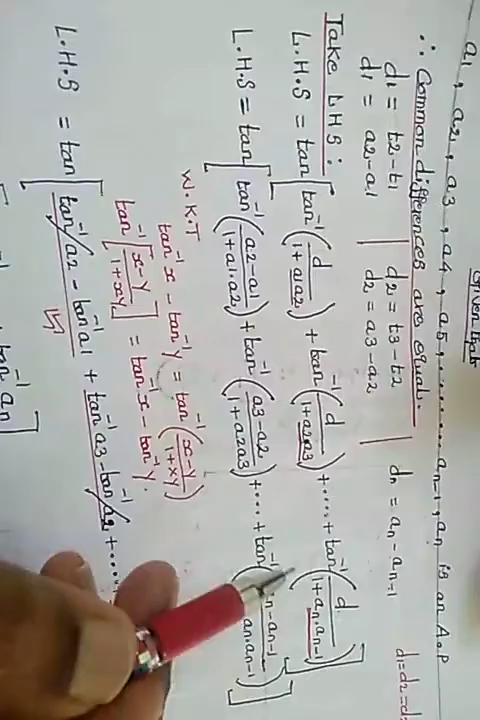 Given that
a1, a2, a3, a4, a5, ........ an-1, an is an A.P
∴ Common differences are equal.
d1 = t2-t1 | d2 = t3-t2 | dn = an - an-1
d1 = a2-a1 | d2 = a3-a2 |
d1=d2=d
Take LHS :
L.H.S = tan[tan⁻¹(d/(1+a1a2)) + tan⁻¹(d/(1+a2a3)) + ..... + tan⁻¹(d/(1+an.an-1))]
L.H.S = tan[tan⁻¹((a2-a1)/(1+a1.a2)) + tan⁻¹((a3-a2)/(1+a2a3)) + .... + tan⁻¹(n-an-1/an.an-1)]
W.K.T
tan⁻¹x - tan⁻¹y = tan⁻¹((x-y)/(1+xy))
tan⁻¹[(x-y)/(1+xy)] = tan⁻¹x - tan⁻¹y.
L.H.S = tan[tan⁻¹a2 - tan⁻¹a1 + tan⁻¹a3 - tan⁻¹a2 + ....
tan⁻¹an]